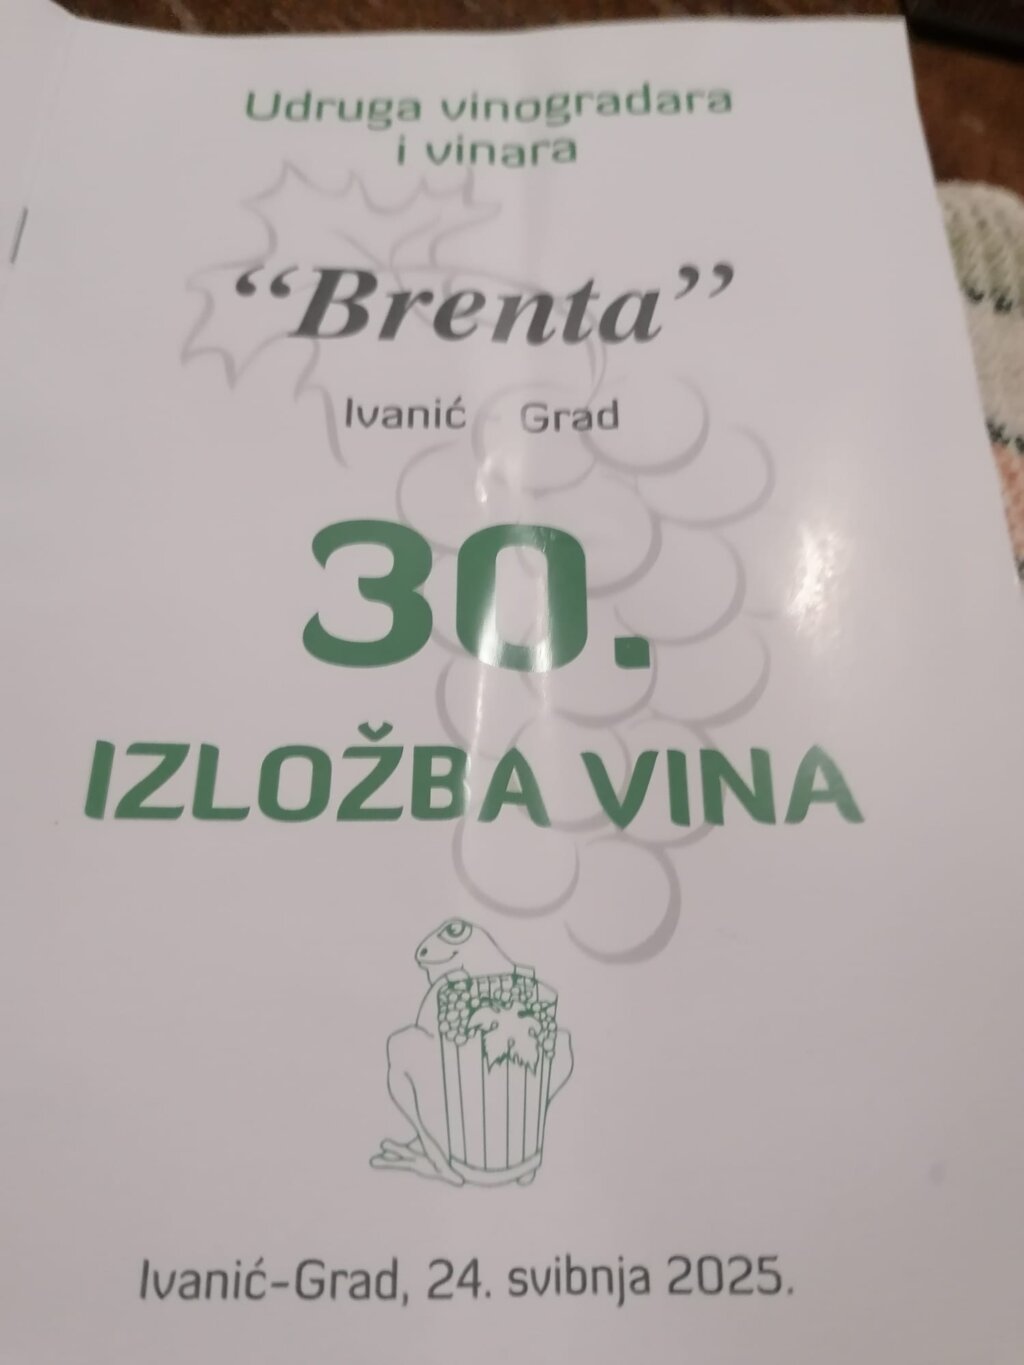 Udruga vinogradara
i vinara
“Brenta”
Ivanić Grad
30.
IZLOŽBA VINA
Ivanić-Grad, 24. svibnja 2025.